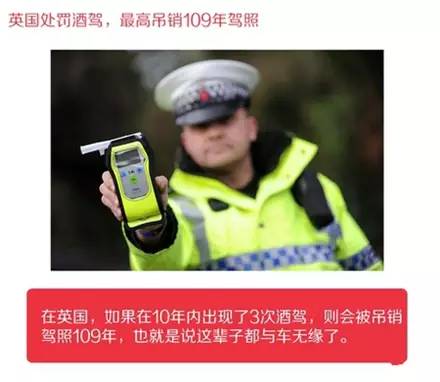 英国处罚酒驾，最高吊销109年驾照
在英国，如果在10年内出现了3次酒驾，则会被吊销
驾照109年，也就是说这辈子都与车无缘了。